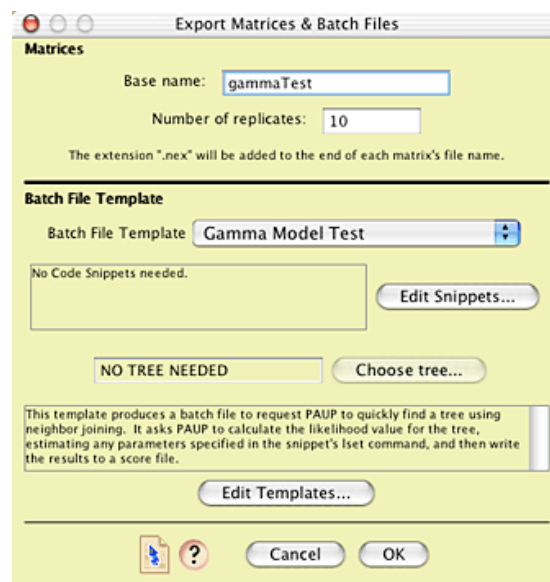 Export Matrices & Batch Files
Matrices
Base name: gammaTest
Number of replicates: 10
The extension ".nex" will be added to the end of each matrix's file name.
Batch File Template
Batch File Template Gamma Model Test
No Code Snippets needed.
Edit Snippets...
NO TREE NEEDED Choose tree...
This template produces a batch file to request PAUP to quickly find a tree using
neighbor joining. It asks PAUP to calculate the likelihood value for the tree,
estimating any parameters specified in the snippet's lset command, and then write
the results to a score file.
Edit Templates...
? Cancel OK